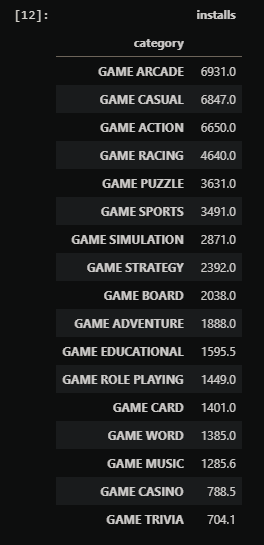 [12]: installs
category
GAME ARCADE 6931.0
GAME CASUAL 6847.0
GAME ACTION 6650.0
GAME RACING 4640.0
GAME PUZZLE 3631.0
GAME SPORTS 3491.0
GAME SIMULATION 2871.0
GAME STRATEGY 2392.0
GAME BOARD 2038.0
GAME ADVENTURE 1888.0
GAME EDUCATIONAL 1595.5
GAME ROLE PLAYING 1449.0
GAME CARD 1401.0
GAME WORD 1385.0
GAME MUSIC 1285.6
GAME CASINO 788.5
GAME TRIVIA 704.1